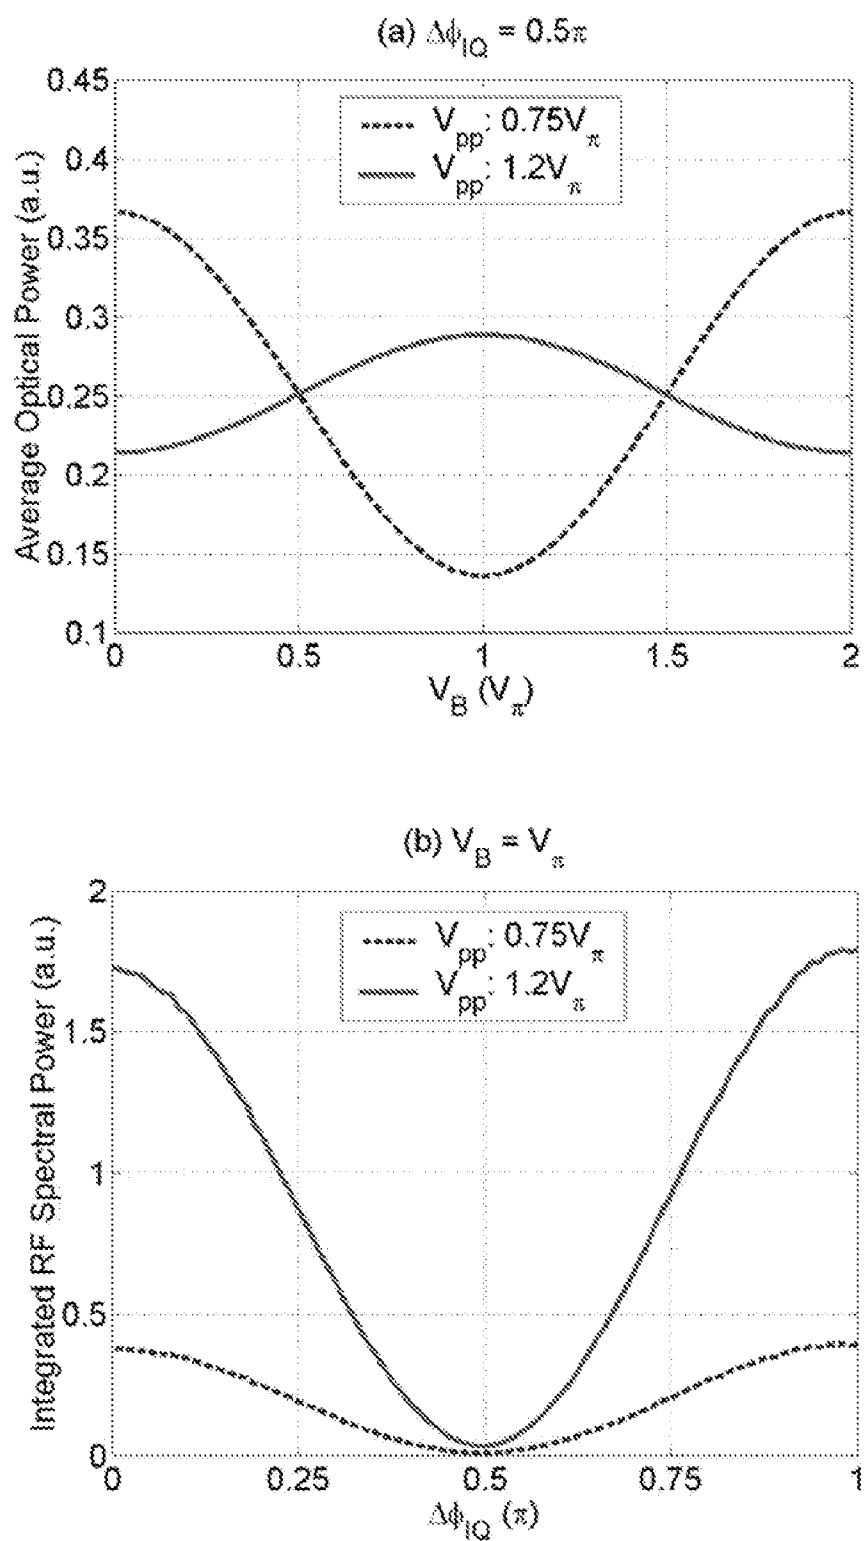 (a) Δϕ_IQ = 0.5π
0.45
V_pp: 0.75V_π
V_pp: 1.2V_π
0.4
0.35
0.3
0.25
0.2
0.15
0.1
Average Optical Power (a.u.)
0 0.5 1 1.5 2
V_B (V_π)
(b) V_B = V_π
2
V_pp: 0.75V_π
V_pp: 1.2V_π
1.5
1
0.5
0
Integrated RF Spectral Power (a.u.)
0 0.25 0.5 0.75 1
Δϕ_IQ (π)